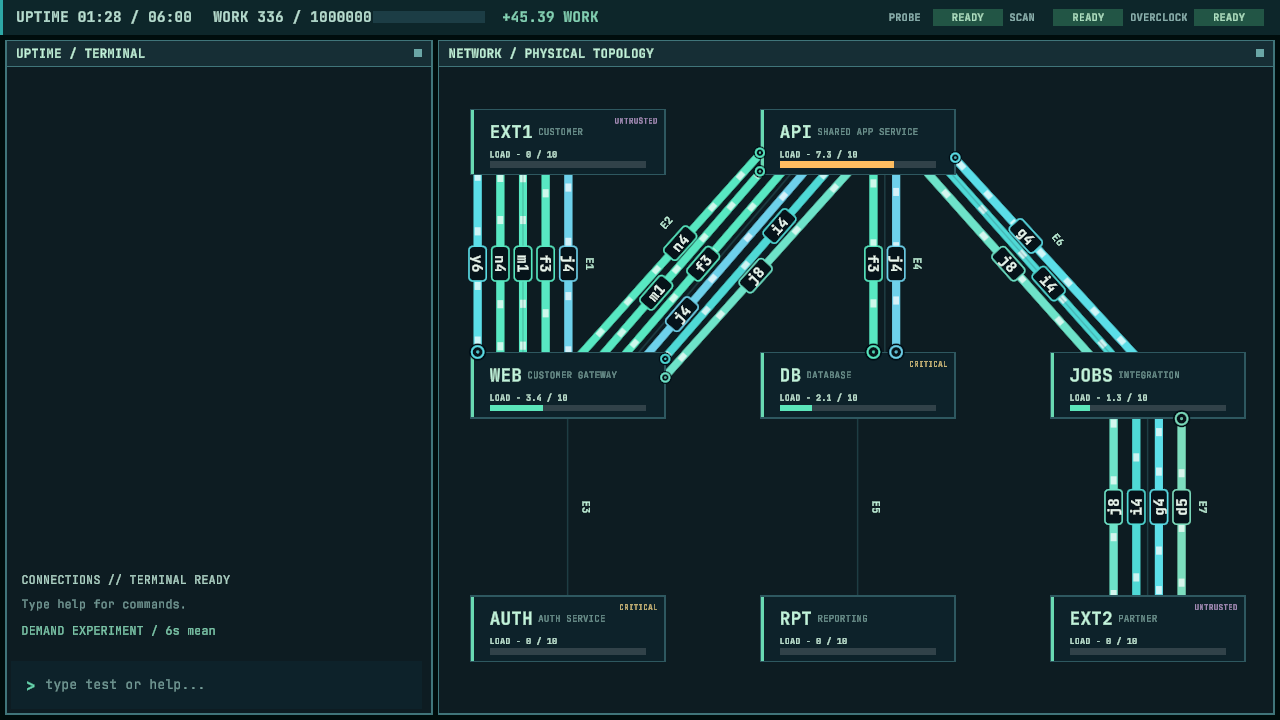 UPTIME 01:28 / 06:00 WORK 336 / 1000000 +45.39 WORK PROBE READY SCAN READY OVERCLOCK READY
UPTIME / TERMINAL
NETWORK / PHYSICAL TOPOLOGY
UNTRUSTED
EXT1 CUSTOMER
LOAD - 0 / 10
API SHARED APP SERVICE
LOAD - 7.3 / 10
y6 n4 m1 f3 j4 E1
E2 n4 m1 f3 j4 i4 j8
f3 j4 E4
g4 E6 j8 i4
WEB CUSTOMER GATEWAY
LOAD - 3.4 / 10
CRITICAL
DB DATABASE
LOAD - 2.1 / 10
JOBS INTEGRATION
LOAD - 1.3 / 10
E3
E5
j8 i4 g4 d5 E7
CRITICAL
AUTH AUTH SERVICE
LOAD - 0 / 10
RPT REPORTING
LOAD - 0 / 10
UNTRUSTED
EXT2 PARTNER
LOAD - 0 / 10
CONNECTIONS // TERMINAL READY
Type help for commands.
DEMAND EXPERIMENT / 6s mean
> type test or help...